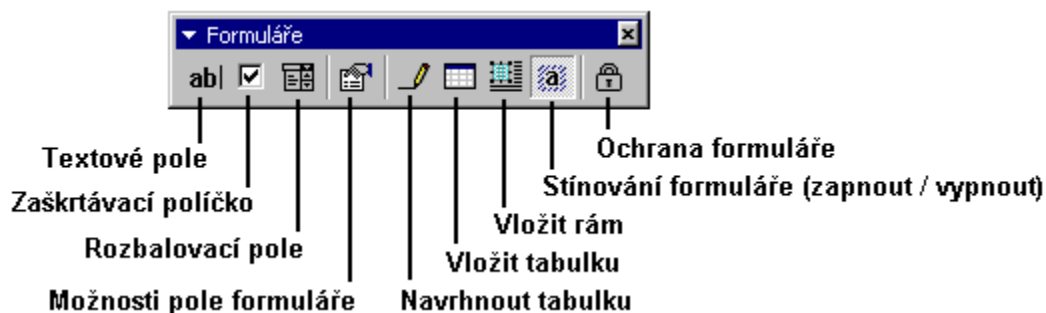 Formuláře
ab|
a
Textové pole
Ochrana formuláře
Zaškrtávací políčko
Stínování formuláře (zapnout / vypnout)
Vložit rám
Rozbalovací pole
Vložit tabulku
Možnosti pole formuláře
Navrhnout tabulku